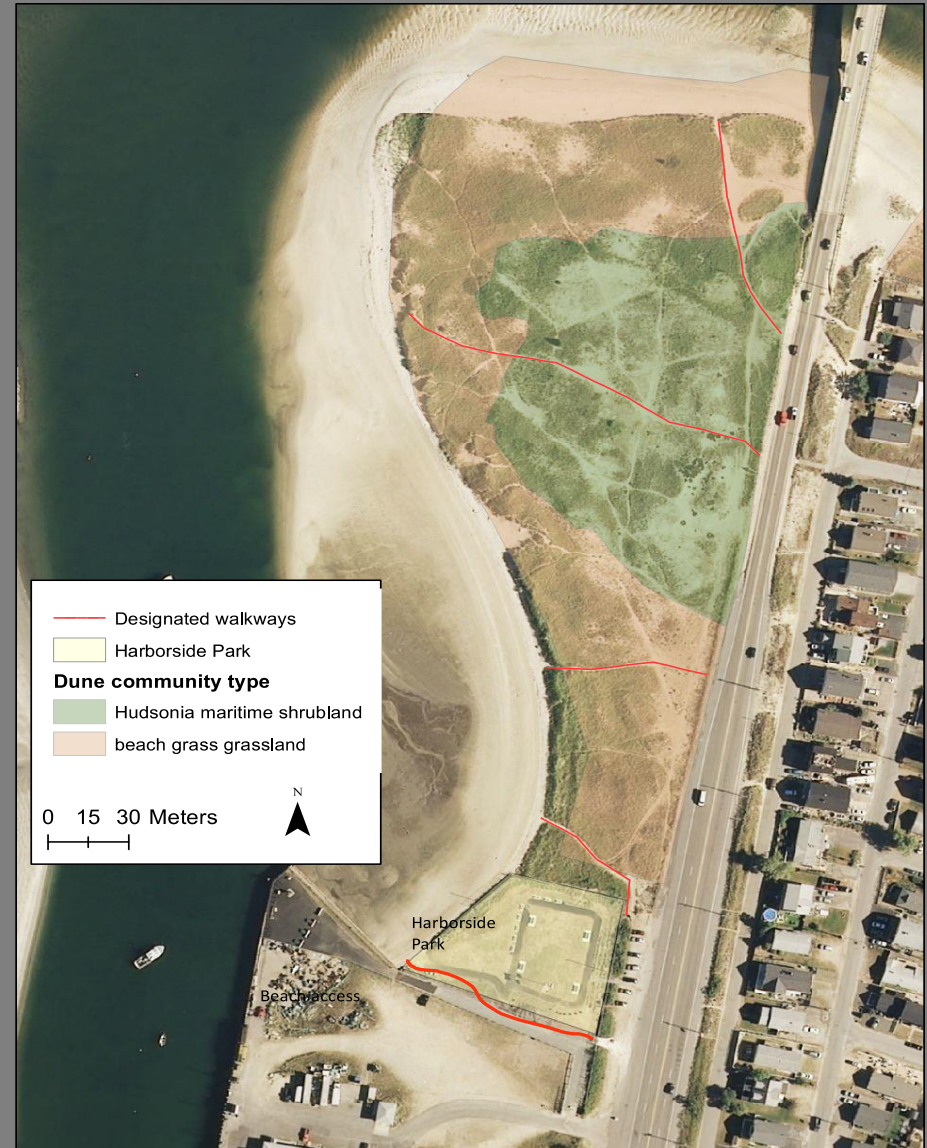 Designated walkways
Harborside Park
Dune community type
Hudsonia maritime shrubland
beach grass grassland
0 15 30 Meters
N
Harborside
Park
Beach access